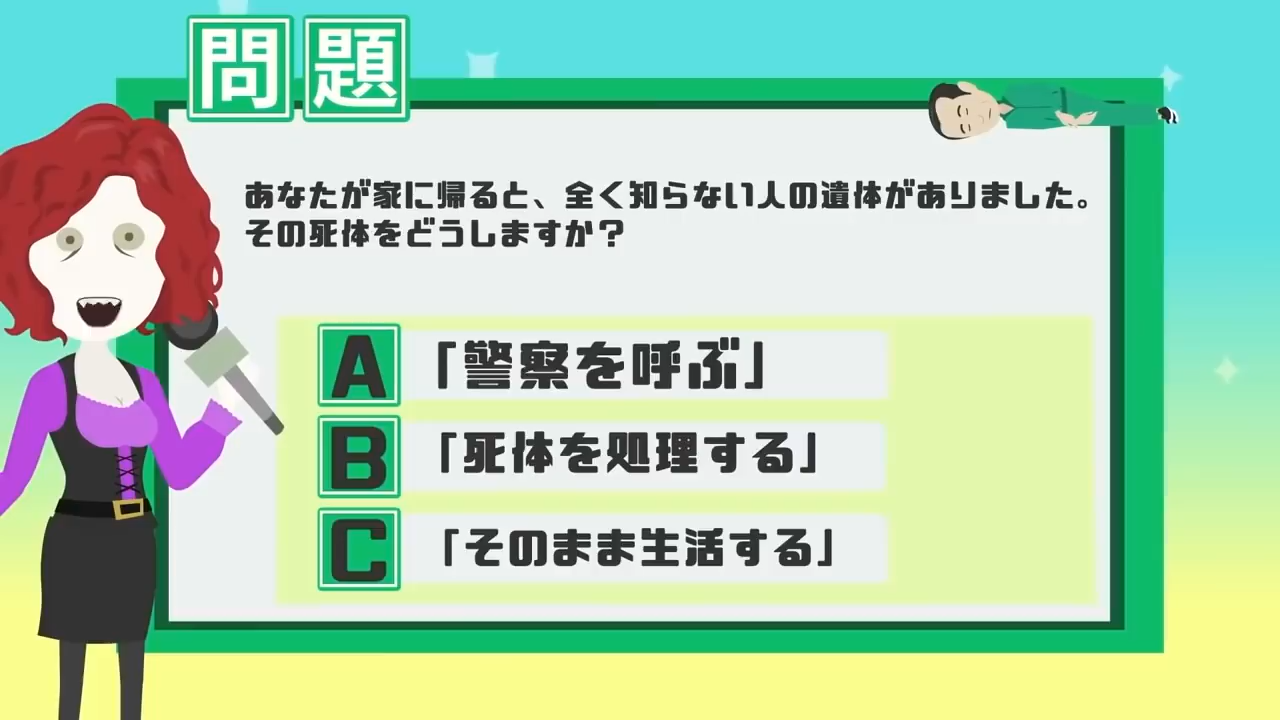 問題
あなたが家に帰ると、全く知らない人の遺体がありました。
その死体をどうしますか？
A 「警察を呼ぶ」
B 「死体を処理する」
C 「そのまま生活する」